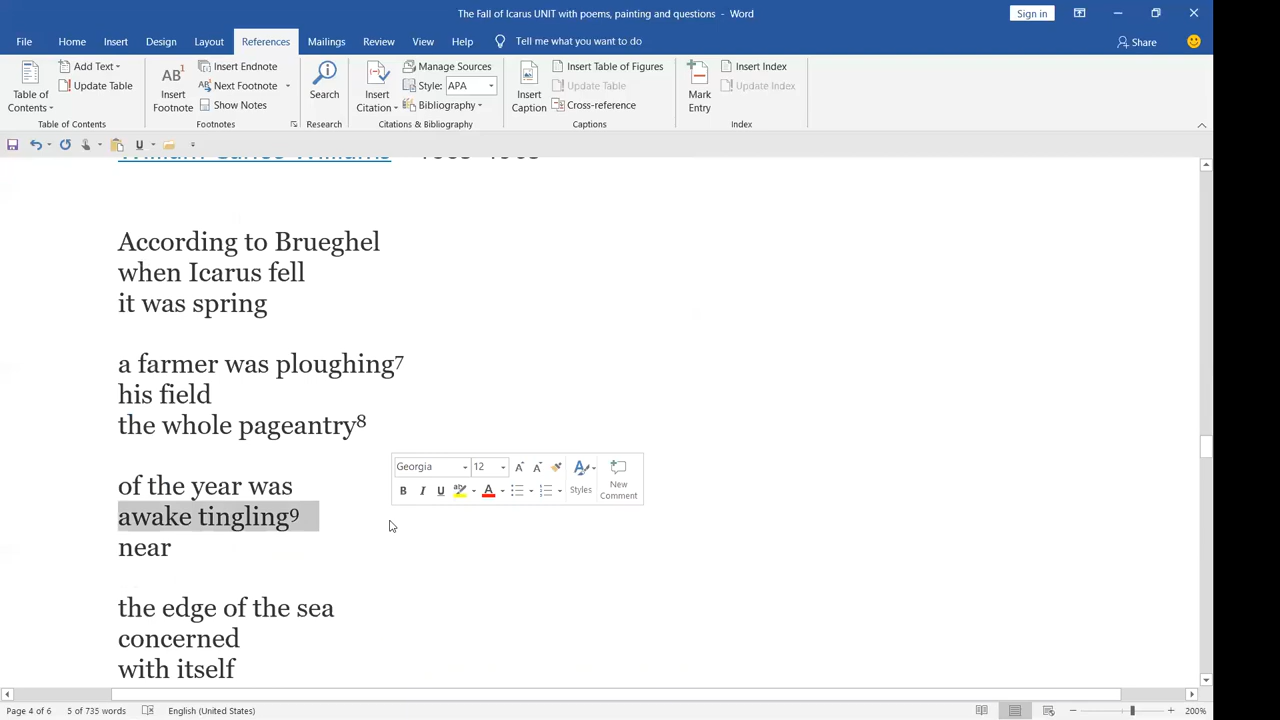 The Fall of Icarus UNIT with poems, painting and questions - Word
Sign in
File Home Insert Design Layout References Mailings Review View Help Tell me what you want to do Share
Table of Contents
Add Text
Update Table
Table of Contents
AB1
Insert Footnote
Insert Endnote
Next Footnote
Show Notes
Footnotes
Search
Research
Insert Citation
Manage Sources
Style: APA
Bibliography
Citations & Bibliography
Insert Caption
Insert Table of Figures
Update Table
Cross-reference
Captions
Mark Entry
Insert Index
Update Index
Index
According to Brueghel
when Icarus fell
it was spring
a farmer was ploughing7
his field
the whole pageantry8
of the year was
awake tingling9
near
the edge of the sea
concerned
with itself
Georgia 12
B I U ab A
Styles
New Comment
Page 4 of 6 5 of 735 words English (United States) 200%